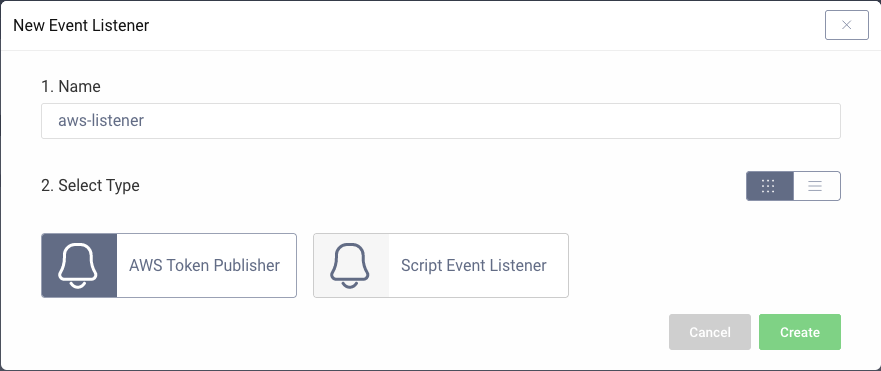 New Event Listener
1. Name
aws-listener
2. Select Type
AWS Token Publisher
Script Event Listener
Cancel
Create